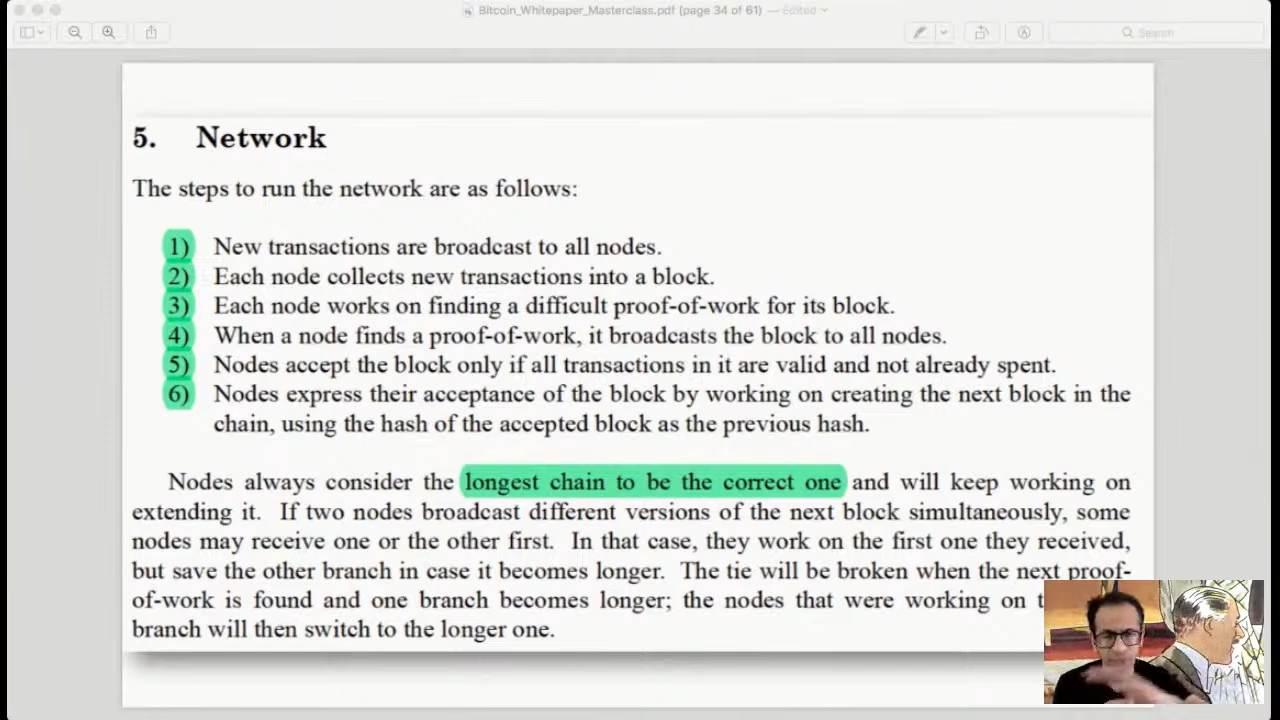 Bitcoin_Whitepaper_Masterclass.pdf (page 34 of 61) — Edited
Search
5. Network
The steps to run the network are as follows:
1) New transactions are broadcast to all nodes.
2) Each node collects new transactions into a block.
3) Each node works on finding a difficult proof-of-work for its block.
4) When a node finds a proof-of-work, it broadcasts the block to all nodes.
5) Nodes accept the block only if all transactions in it are valid and not already spent.
6) Nodes express their acceptance of the block by working on creating the next block in the
chain, using the hash of the accepted block as the previous hash.
Nodes always consider the longest chain to be the correct one and will keep working on
extending it. If two nodes broadcast different versions of the next block simultaneously, some
nodes may receive one or the other first. In that case, they work on the first one they received,
but save the other branch in case it becomes longer. The tie will be broken when the next proof-
of-work is found and one branch becomes longer; the nodes that were working on
branch will then switch to the longer one.